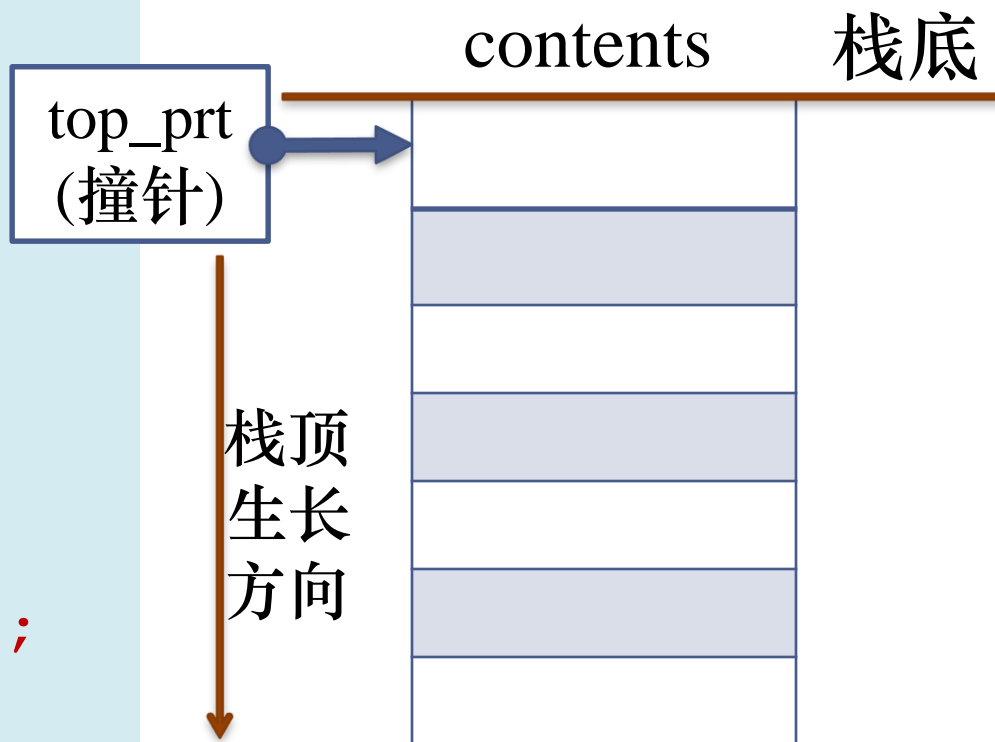 contents 栈底
top_prt
(撞针)
栈顶
生长
方向
;